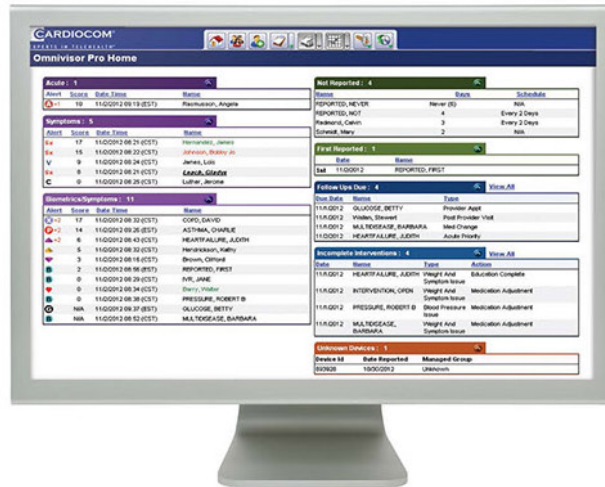 CARDIOCOM®
EXPERTS IN TELEHEALTH®
Omnivisor Pro Home
Acute : 1
Alert Score Date Time Name
A +1 10 11/2/2012 09:19 (EST) Rasmusson, Angela
Symptoms : 5
Alert Score Date Time Name
Sx 17 11/2/2012 08:21 (CST) Hernandez, James
Sx 15 11/2/2012 08:22 (CST) Johnson, Bobby Jo
V 9 11/2/2012 08:24 (CST) James, Lois
Sx 8 11/2/2012 08:21 (CST) Leach, Gladys
C 0 11/2/2012 08:25 (CST) Luther, Jerome
Biometrics/Symptoms : 11
Alert Score Date Time Name
+2 17 11/2/2012 08:32 (CST) COPD, DAVID
P +2 14 11/2/2012 09:26 (EST) ASTHMA, CHARLIE
+2 6 11/2/2012 08:43 (CST) HEARTFAILURE, JUDITH
5 11/2/2012 08:32 (CST) Hendrickson, Kathy
3 11/2/2012 08:15 (CST) Brown, Clifford
B 2 11/2/2012 08:56 (CST) REPORTED, FIRST
B 0 11/2/2012 08:29 (CST) IVR, JANE
0 11/2/2012 08:34 (CST) Berry, Walter
B 0 11/2/2012 08:38 (CST) PRESSURE, ROBERT B
G N/A 11/2/2012 09:37 (EST) GLUCOSE, BETTY
B N/A 11/2/2012 08:52 (CST) MULTIDISEASE, BARBARA
Not Reported : 4
Name Days Schedule
REPORTED, NEVER Never (6) N/A
REPORTED, NOT 4 Every 2 Days
Redmond, Calvin 3 Every 2 Days
Schmidt, Mary 2 N/A
First Reported : 1
Date Name
11/2/2012 REPORTED, FIRST
Follow Ups Due : 4 View All
Due Date Name Type
11/1/2012 GLUCOSE, BETTY Provider Appt
11/1/2012 Stewart Post Provider Visit
11/1/2012 MULTIDISEASE, BARBARA Med Change
11/2/2012 HEARTFAILURE, JUDITH Acute Priority
Incomplete Interventions : 4 View All
Date Name Type Action
11/1/2012 HEARTFAILURE, JUDITH Weight And Symptom Issue Education Complete
11/1/2012 INTERVENTION, OPEN Weight And Symptom Issue Medication Adjustment
11/1/2012 PRESSURE, ROBERT B Blood Pressure Issue Medication Adjustment
11/1/2012 MULTIDISEASE, BARBARA Weight And Symptom Issue Medication Adjustment
Unknown Devices : 1
Device Id Date Reported Managed Group
10/30/2012 Unknown